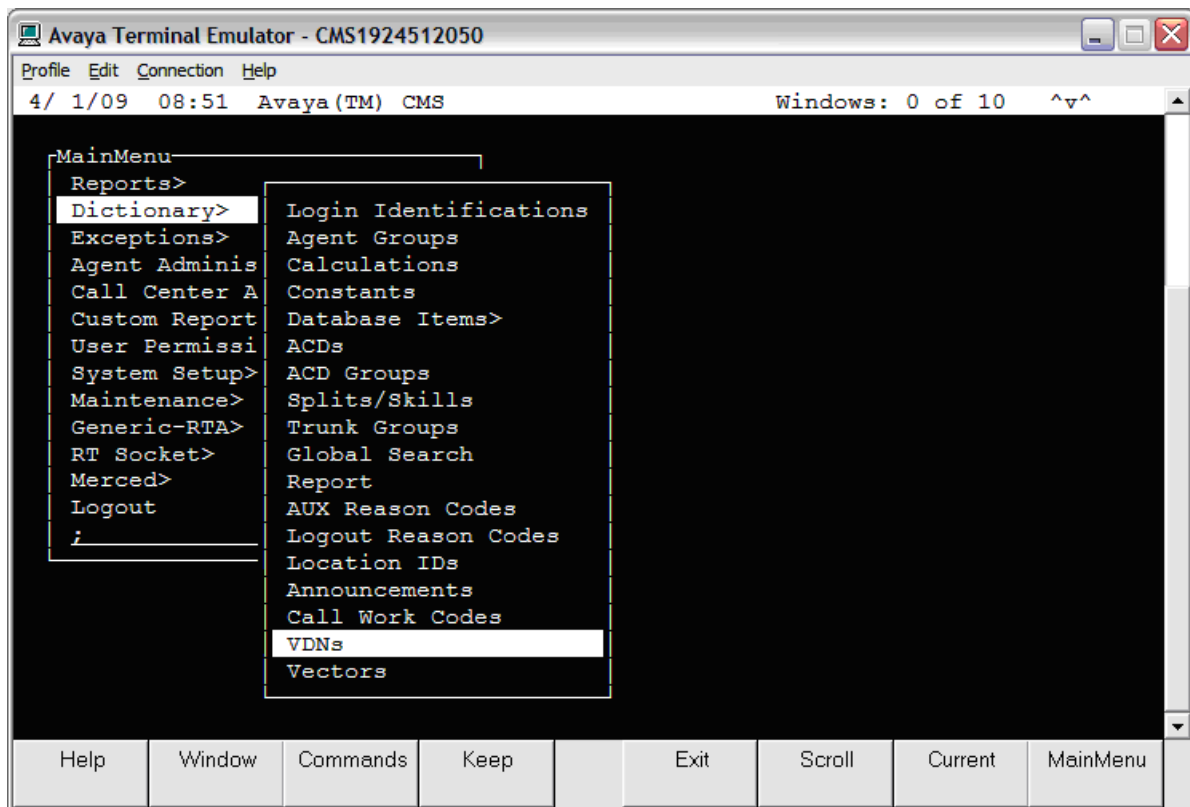 Avaya Terminal Emulator - CMS1924512050
Profile Edit Connection Help
4/ 1/09 08:51 Avaya(TM) CMS Windows: 0 of 10 ^v^
MainMenu
Reports>
Dictionary> Login Identifications
Exceptions> Agent Groups
Agent Adminis Calculations
Call Center A Constants
Custom Report Database Items>
User Permissi ACDs
System Setup> ACD Groups
Maintenance> Splits/Skills
Generic-RTA> Trunk Groups
RT Socket> Global Search
Merced> Report
Logout AUX Reason Codes
; Logout Reason Codes
Location IDs
Announcements
Call Work Codes
VDNs
Vectors
Help Window Commands Keep Exit Scroll Current MainMenu